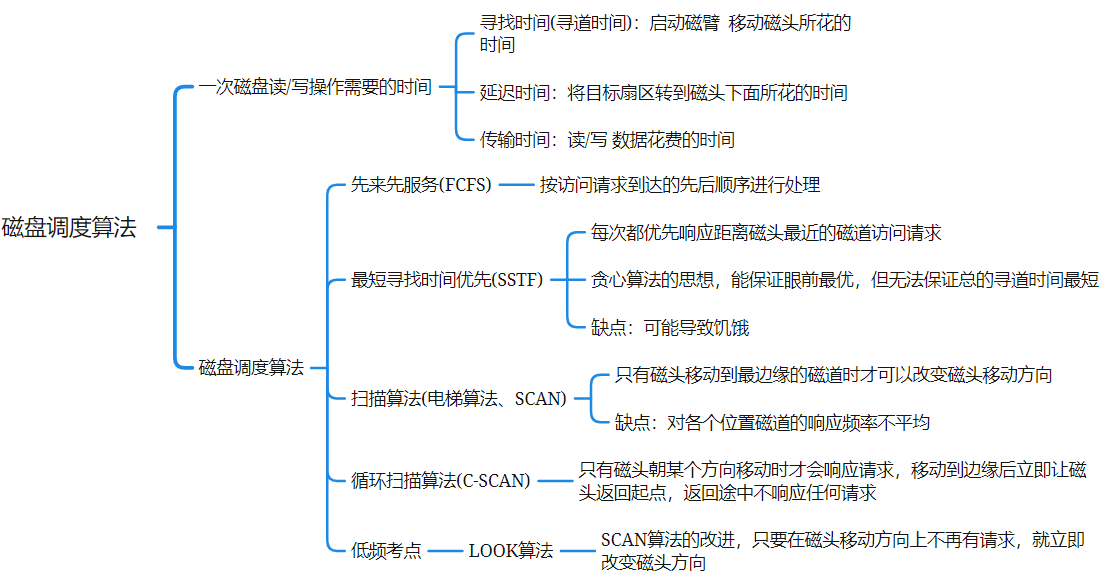 磁盘调度算法
一次磁盘读/写操作需要的时间
寻找时间(寻道时间)：启动磁臂 移动磁头所花的
时间
延迟时间：将目标扇区转到磁头下面所花的时间
传输时间：读/写 数据花费的时间
磁盘调度算法
先来先服务(FCFS)
按访问请求到达的先后顺序进行处理
最短寻找时间优先(SSTF)
每次都优先响应距离磁头最近的磁道访问请求
贪心算法的思想，能保证眼前最优，但无法保证总的寻道时间最短
缺点：可能导致饥饿
扫描算法(电梯算法、SCAN)
只有磁头移动到最边缘的磁道时才可以改变磁头移动方向
缺点：对各个位置磁道的响应频率不平均
循环扫描算法(C-SCAN)
只有磁头朝某个方向移动时才会响应请求，移动到边缘后立即让磁
头返回起点，返回途中不响应任何请求
低频考点
LOOK算法
SCAN算法的改进，只要在磁头移动方向上不再有请求，就立即
改变磁头方向